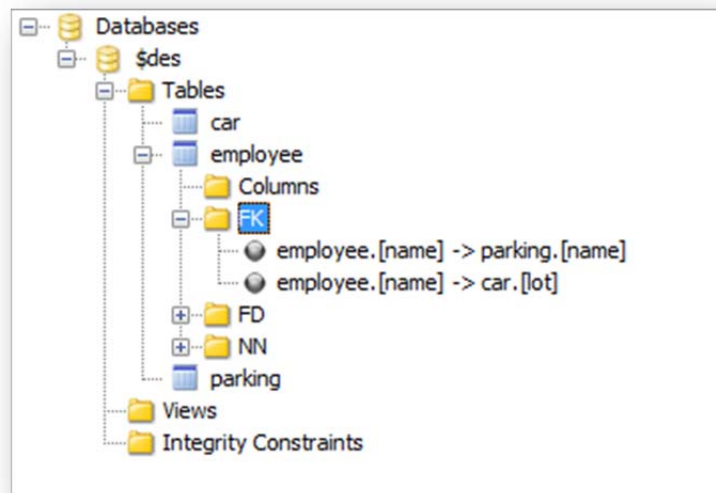 Databases
$des
Tables
car
employee
Columns
FK
employee.[name] -> parking.[name]
employee.[name] -> car.[lot]
FD
NN
parking
Views
Integrity Constraints